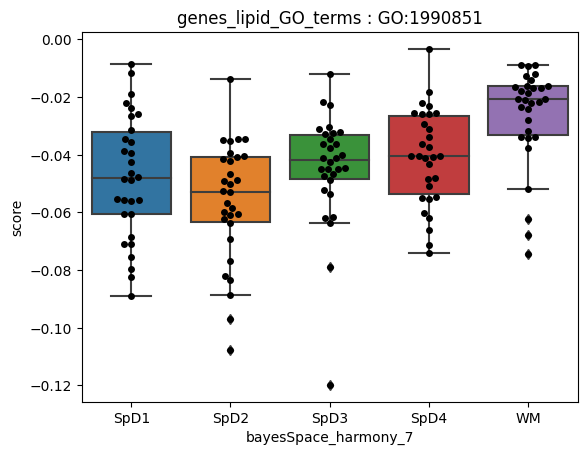 genes_lipid_GO_terms : GO:1990851
0.00
−0.02
−0.04
−0.06
−0.08
−0.10
−0.12
score
SpD1 SpD2 SpD3 SpD4 WM
bayesSpace_harmony_7